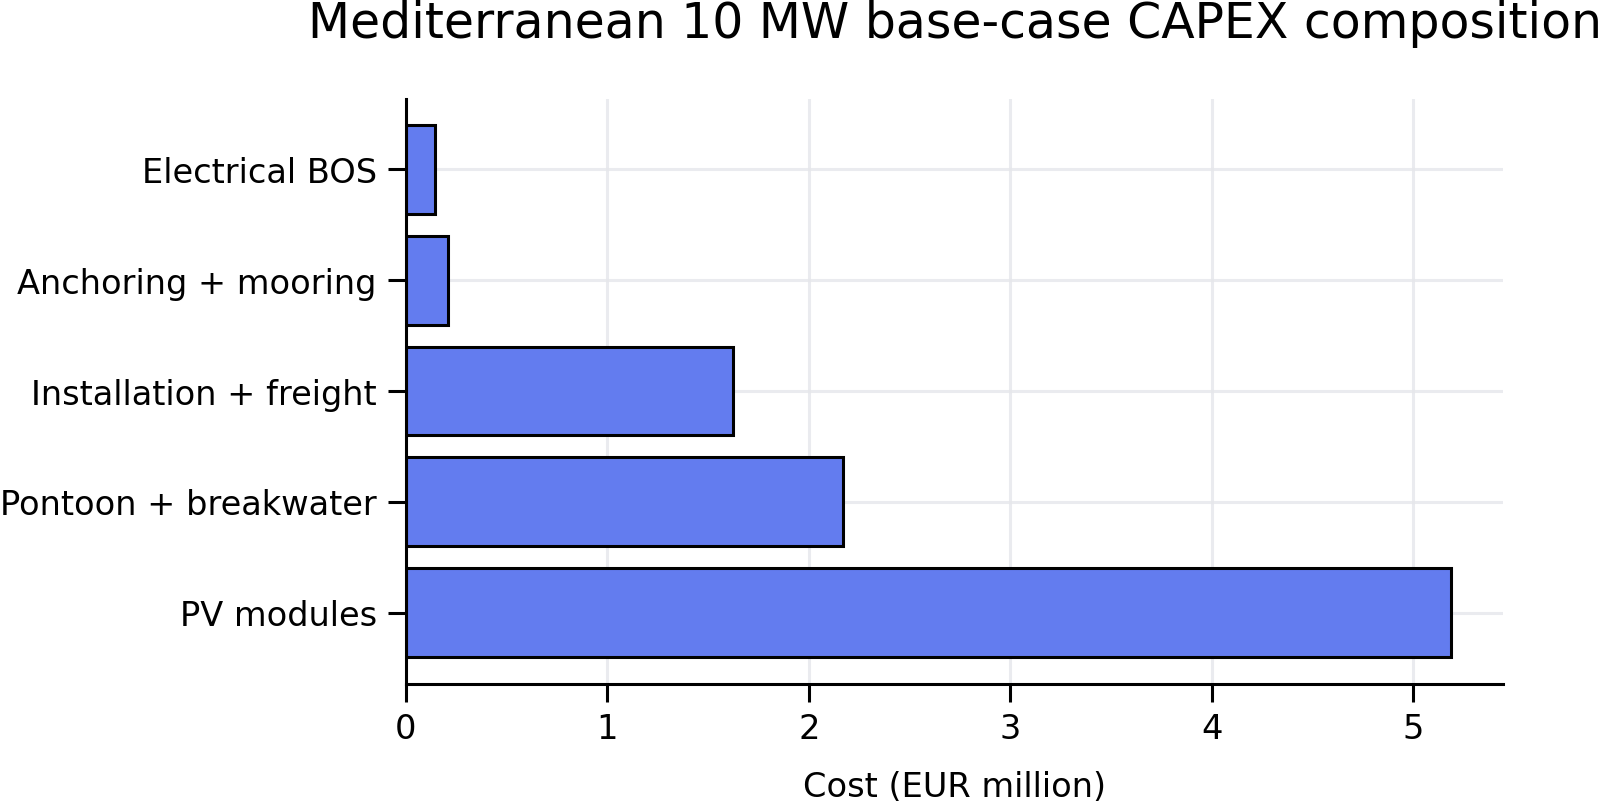 Mediterranean 10 MW base-case CAPEX composition
Electrical BOS
Anchoring + mooring
Installation + freight
Pontoon + breakwater
PV modules
0 1 2 3 4 5
Cost (EUR million)